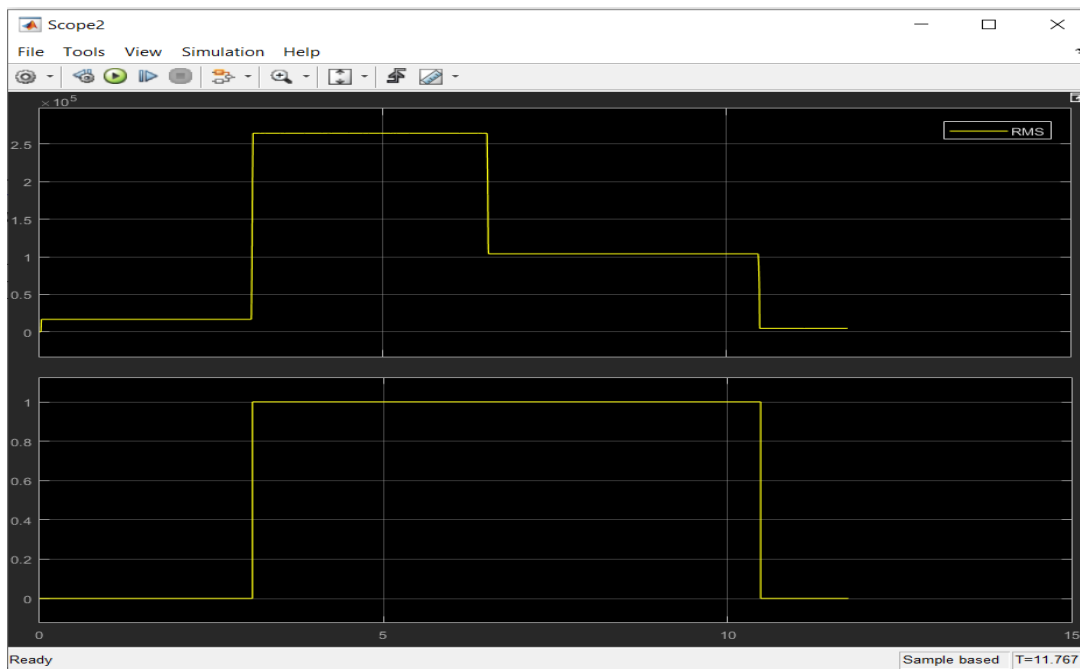 Scope2
File Tools View Simulation Help
× 10⁵
RMS
2.5
2
1.5
1
0.5
0
1
0.8
0.6
0.4
0.2
0
0 5 10 15
Ready Sample based T=11.767